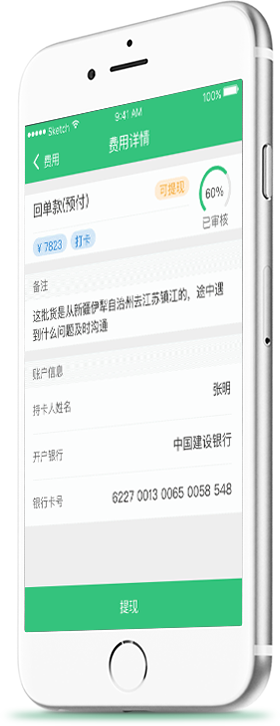 Sketch 9:41 AM 100%
费用 费用详情
回单款(预付) 可提现 60%
¥ 7823 打卡 已审核
备注
这批货是从新疆伊犁自治州去江苏镇江的，途中遇
到什么问题及时沟通
账户信息
持卡人姓名 张明
开户银行 中国建设银行
银行卡号 6227 0013 0065 0058 548
提现